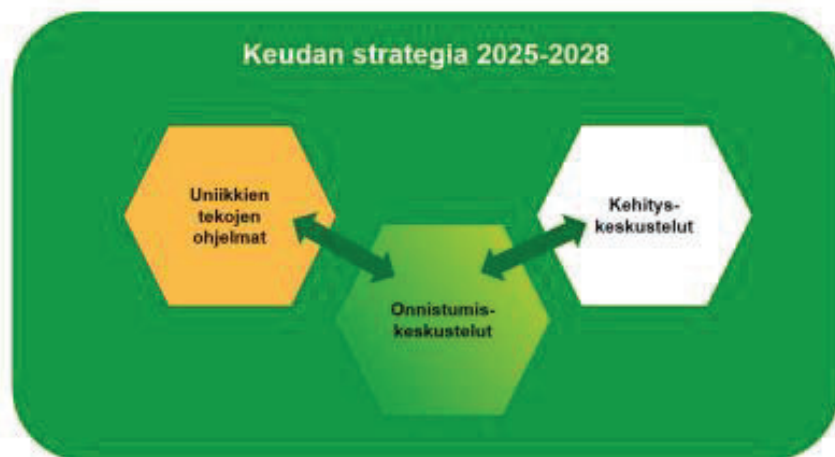 Keudan strategia 2025-2028
Uniikkien
tekojen
ohjelmat
Kehitys-
keskustelut
Onnistumis-
keskustelut